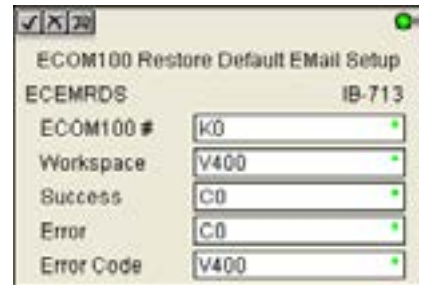 ECOM100 Restore Default EMail Setup
ECEMRDS IB-713
ECOM100 # K0
Workspace V400
Success C0
Error C0
Error Code V400